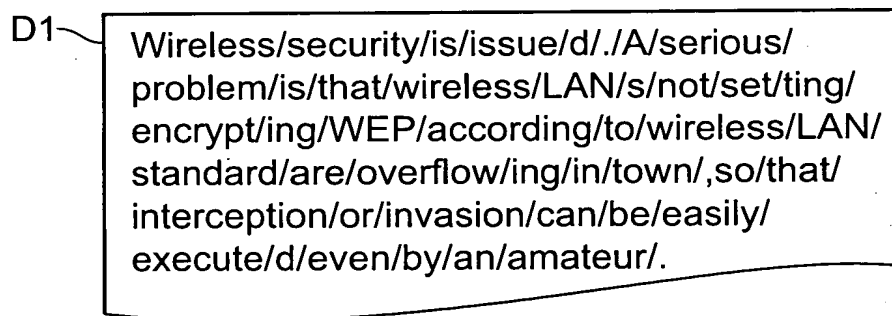 D1
Wireless/security/is/issue/d/./A/serious/
problem/is/that/wireless/LAN/s/not/set/ting/
encrypt/ing/WEP/according/to/wireless/LAN/
standard/are/overflow/ing/in/town/,so/that/
interception/or/invasion/can/be/easily/
execute/d/even/by/an/amateur/.